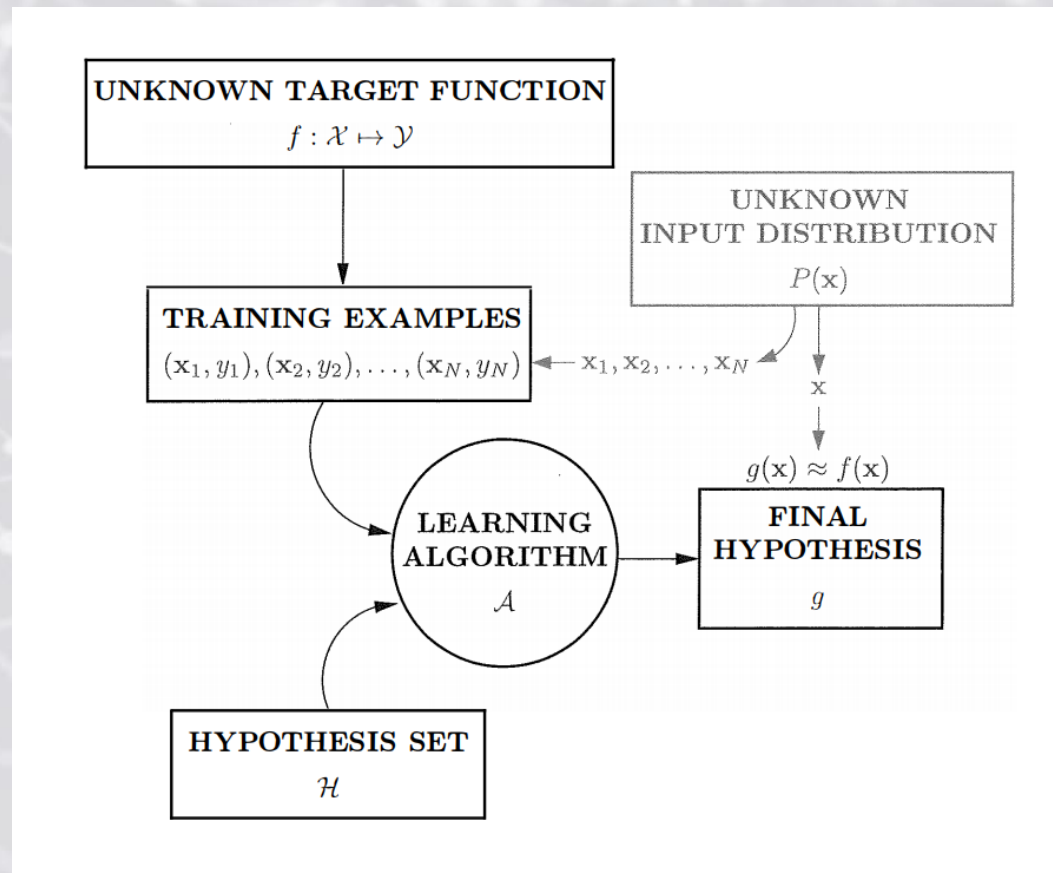 UNKNOWN TARGET FUNCTION
f : 𝒳 ↦ 𝒴
UNKNOWN
INPUT DISTRIBUTION
P(x)
TRAINING EXAMPLES
(x₁, y₁), (x₂, y₂), . . . , (x_N, y_N)
x₁, x₂, . . . , x_N
x
g(x) ≈ f(x)
LEARNING
ALGORITHM
𝒜
FINAL
HYPOTHESIS
g
HYPOTHESIS SET
ℋ